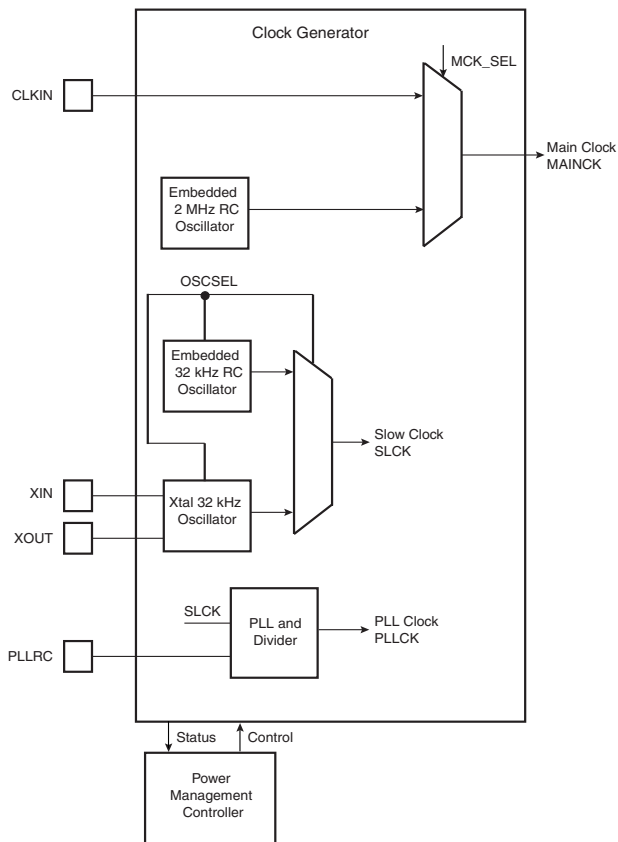 Clock Generator
MCK_SEL
CLKIN
Main Clock
MAINCK
Embedded
2 MHz RC
Oscillator
OSCSEL
Embedded
32 kHz RC
Oscillator
Slow Clock
SLCK
XIN
Xtal 32 kHz
Oscillator
XOUT
SLCK
PLL and
Divider
PLL Clock
PLLCK
PLLRC
Status
Control
Power
Management
Controller